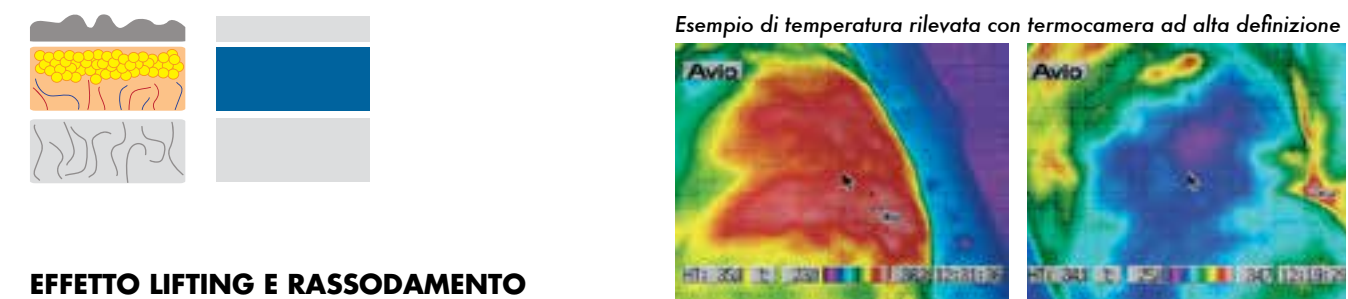 Esempio di temperatura rilevata con termocamera ad alta definizione
Avio
Avio
EFFETTO LIFTING E RASSODAMENTO